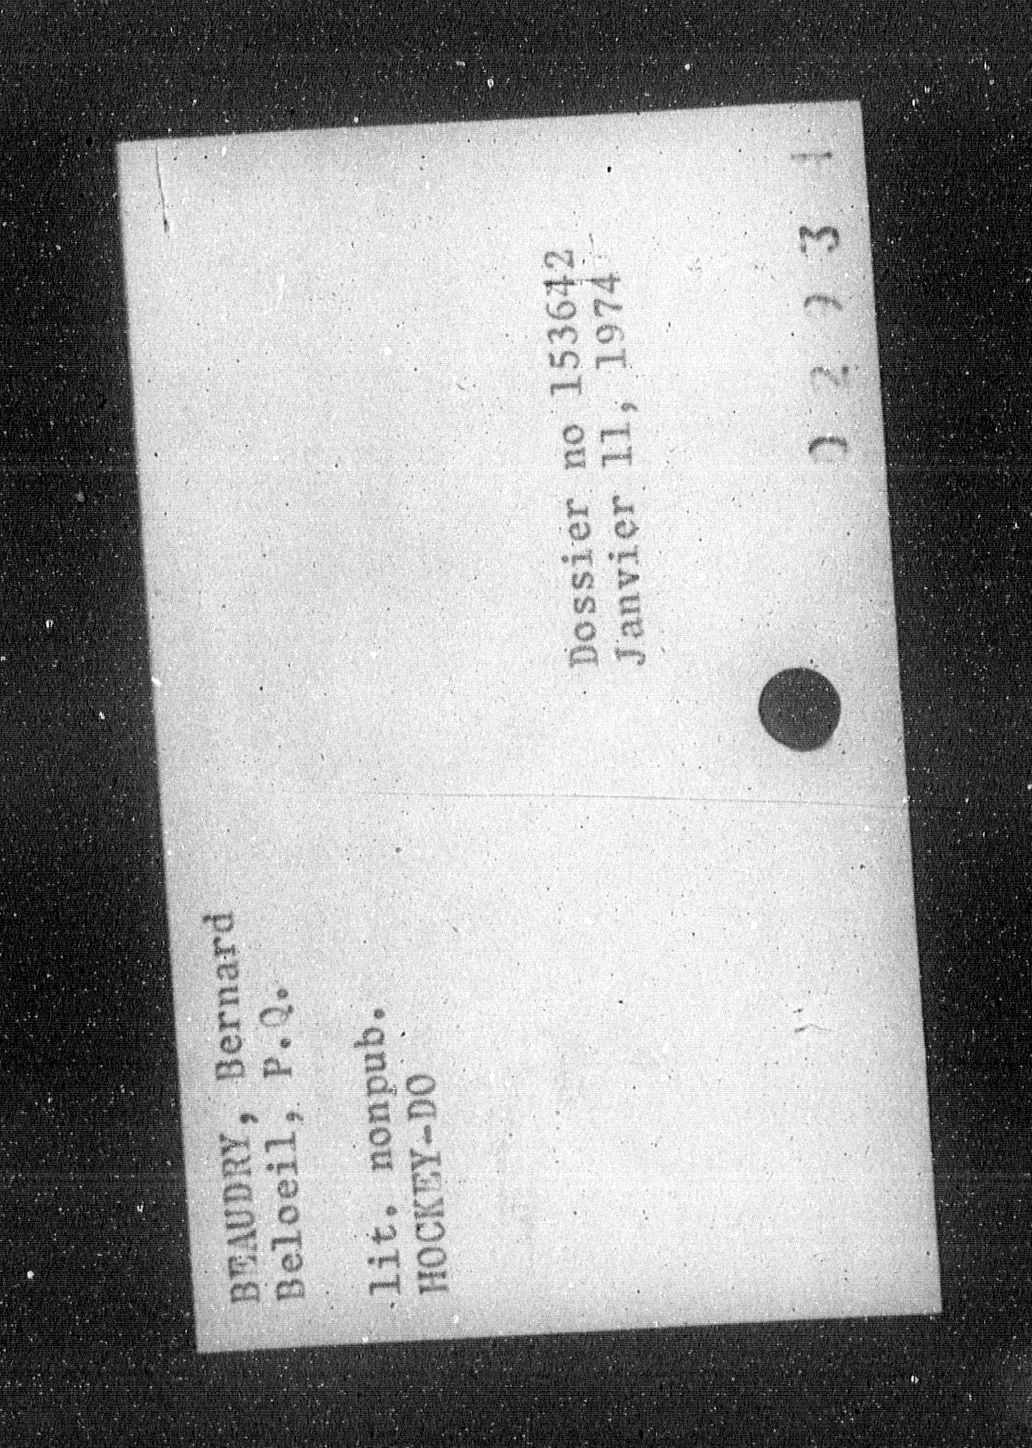 BEAUDRY, Bernard
Beloeil, P.Q.
lit. nonpub.
HOCKEY-DO
Dossier no 153642
Janvier 11, 1974